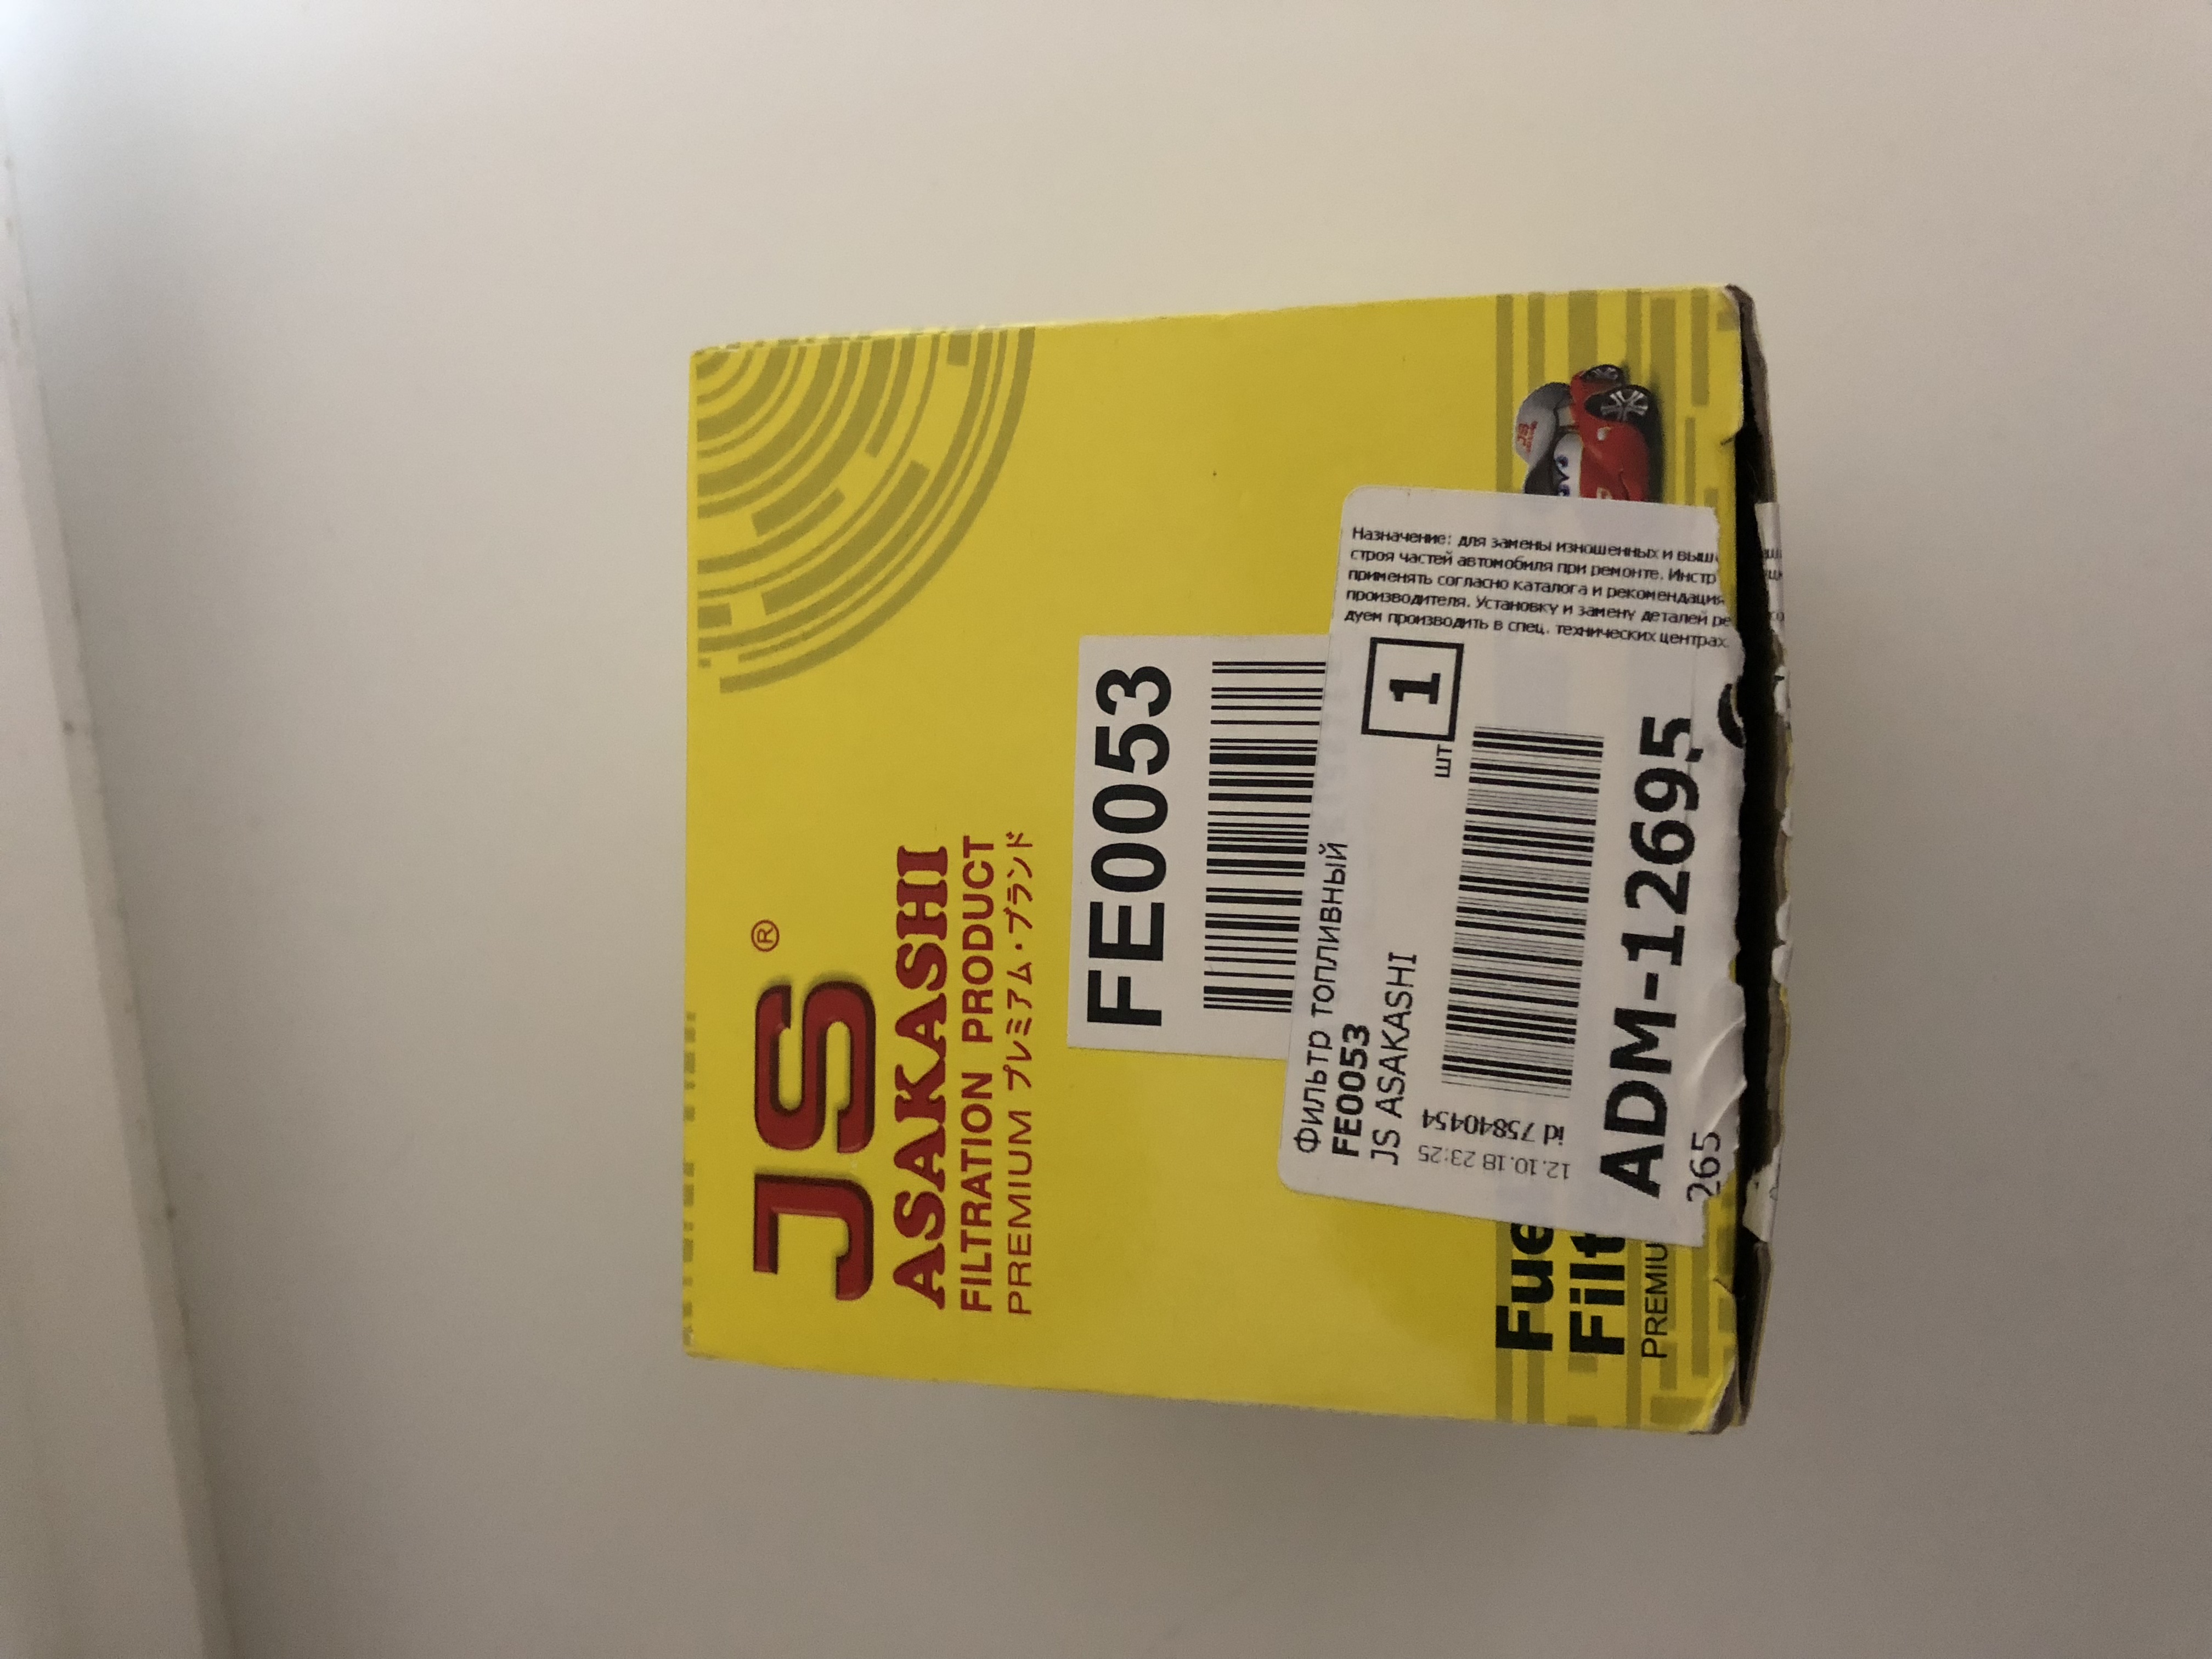 JS®
ASAKASHI
FILTRATION PRODUCT
PREMIUM プレミアム・ブランド
FE0053
Фильтр топливный
FE0053
JS ASAKASHI
шт
1
Назначение: для замены изношенных и выш
строя частей автомобиля при ремонте. Инстр
применять согласно каталога и рекомендация
производителя. Установку и замену деталей ре
дуем производить в спец. технических центрах.
id 75840454
12.10.18 23:25
ADM-12695
265
Fue
Filt
PREMIU
JS